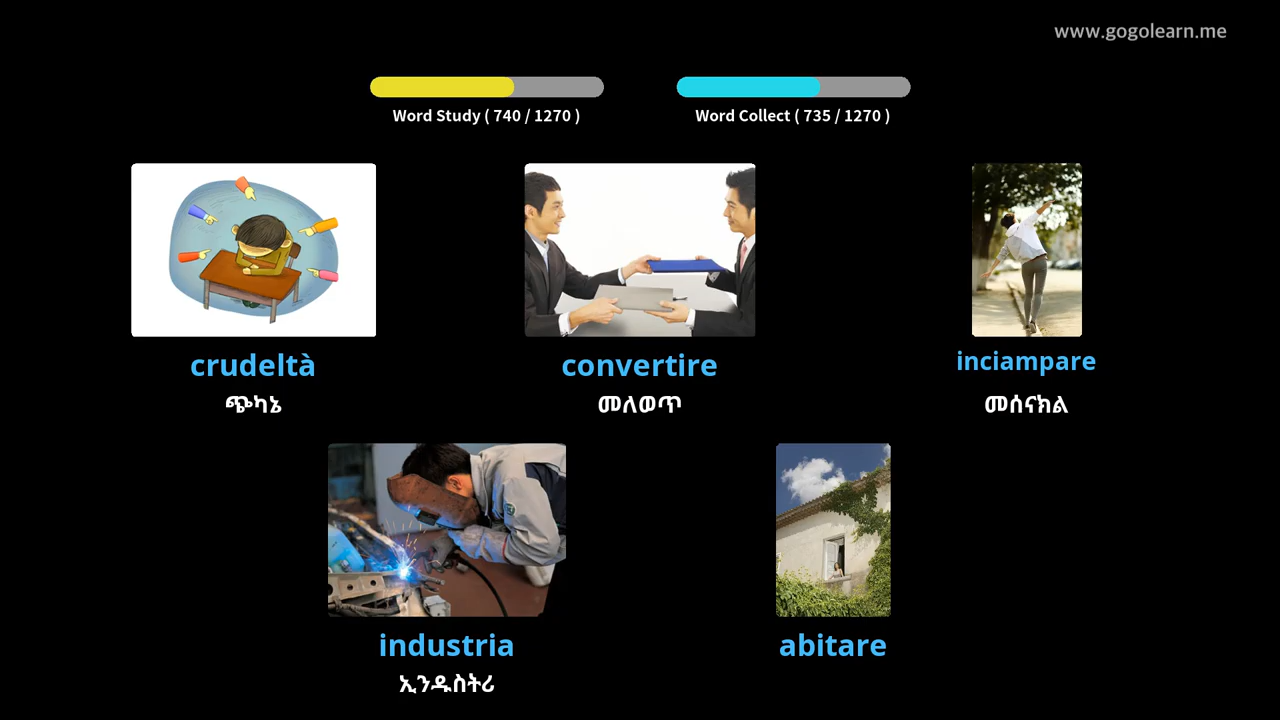 www.gogolearn.me
Word Study ( 740 / 1270 )
Word Collect ( 735 / 1270 )
crudeltà
ጭካኔ
convertire
መለወጥ
inciampare
መሰናክል
industria
ኢንዱስትሪ
abitare